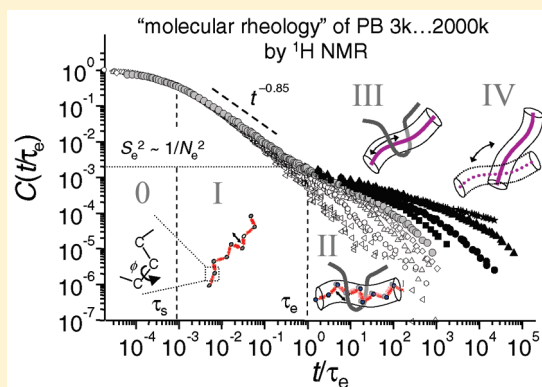 "molecular rheology" of PB 3k...2000k
by ¹H NMR
C(t/τₑ)
10¹
10⁰
10⁻¹
10⁻²
10⁻³
10⁻⁴
10⁻⁵
10⁻⁶
10⁻⁷
t⁻⁰·⁸⁵
Sₑ² ~ 1/Nₑ²
0
I
II
III
IV
ϕ
τₛ
τₑ
10⁻⁴ 10⁻³ 10⁻² 10⁻¹ 10⁰ 10¹ 10² 10³ 10⁴ 10⁵
t/τₑ